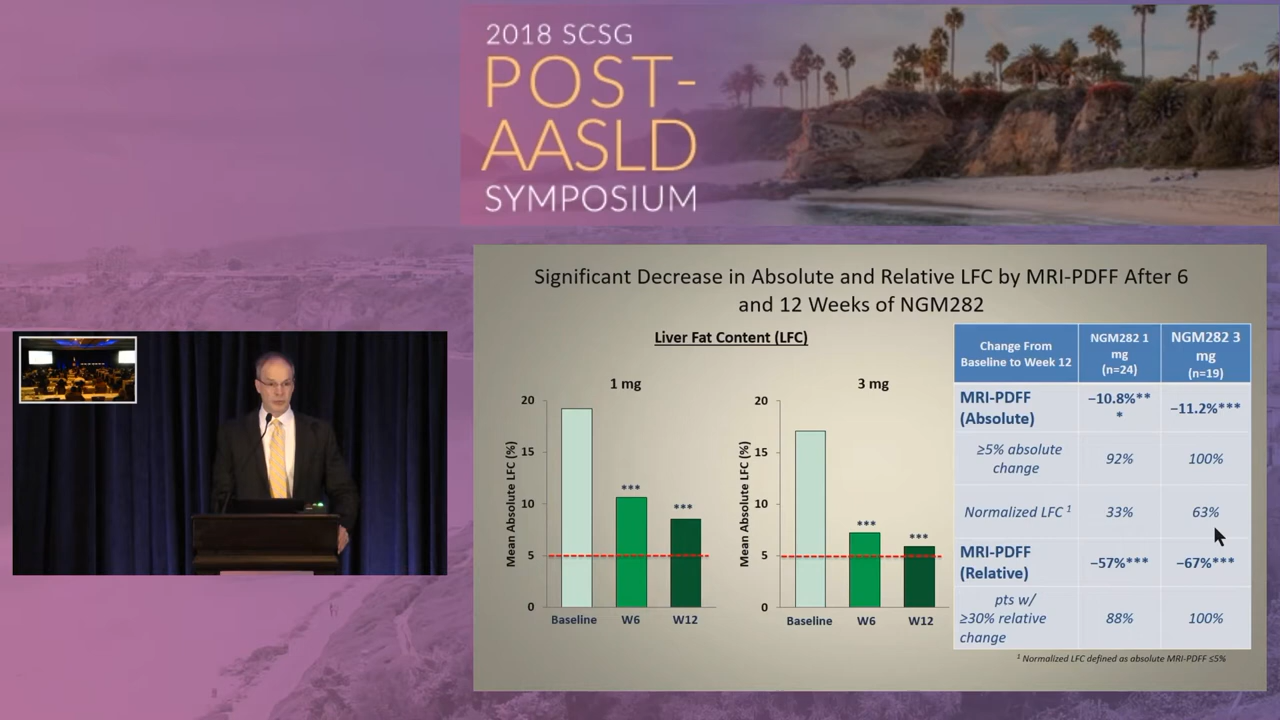 2018 SCSG
POST-
AASLD
SYMPOSIUM
Significant Decrease in Absolute and Relative LFC by MRI-PDFF After 6
and 12 Weeks of NGM282
Liver Fat Content (LFC)
1 mg
Mean Absolute LFC (%)
20
15
10
5
0
***
***
Baseline W6 W12
3 mg
Mean Absolute LFC (%)
20
15
10
5
0
***
***
Baseline W6 W12
Change From
Baseline to Week 12
NGM282 1
mg
(n=24)
NGM282 3
mg
(n=19)
MRI-PDFF
(Absolute)
−10.8%**
*
−11.2%***
≥5% absolute
change
92%
100%
Normalized LFC 1
33%
63%
MRI-PDFF
(Relative)
−57%***
−67%***
pts w/
≥30% relative
change
88%
100%
1 Normalized LFC defined as absolute MRI-PDFF ≤5%